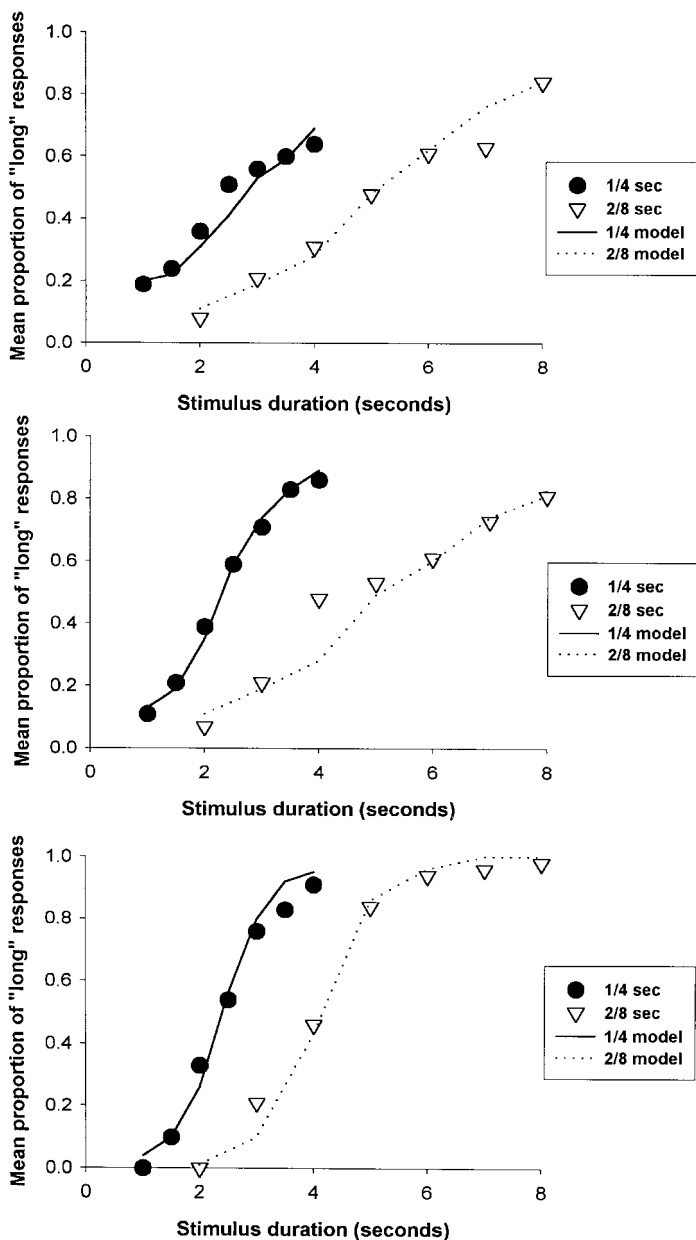 Mean proportion of "long" responses
1.0
0.8
0.6
0.4
0.2
0.0
0 2 4 6 8
Stimulus duration (seconds)
1/4 sec
2/8 sec
1/4 model
2/8 model
Mean proportion of "long" responses
1.0
0.8
0.6
0.4
0.2
0.0
0 2 4 6 8
Stimulus duration (seconds)
1/4 sec
2/8 sec
1/4 model
2/8 model
Mean proportion of "long" responses
1.0
0.8
0.6
0.4
0.2
0.0
0 2 4 6 8
Stimulus duration (seconds)
1/4 sec
2/8 sec
1/4 model
2/8 model